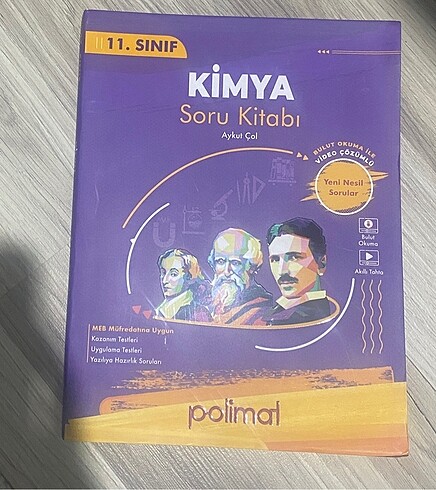 11. SINIF
KİMYA
Soru Kitabı
Aykut Çol
BULUT OKUMA İLE
VİDEO ÇÖZÜMLÜ
Yeni Nesil
Sorular
Bulut
Okuma
Akıllı Tahta
MEB Müfredatına Uygun
Kazanım Testleri
Uygulama Testleri
Yazılıya Hazırlık Soruları
polimat